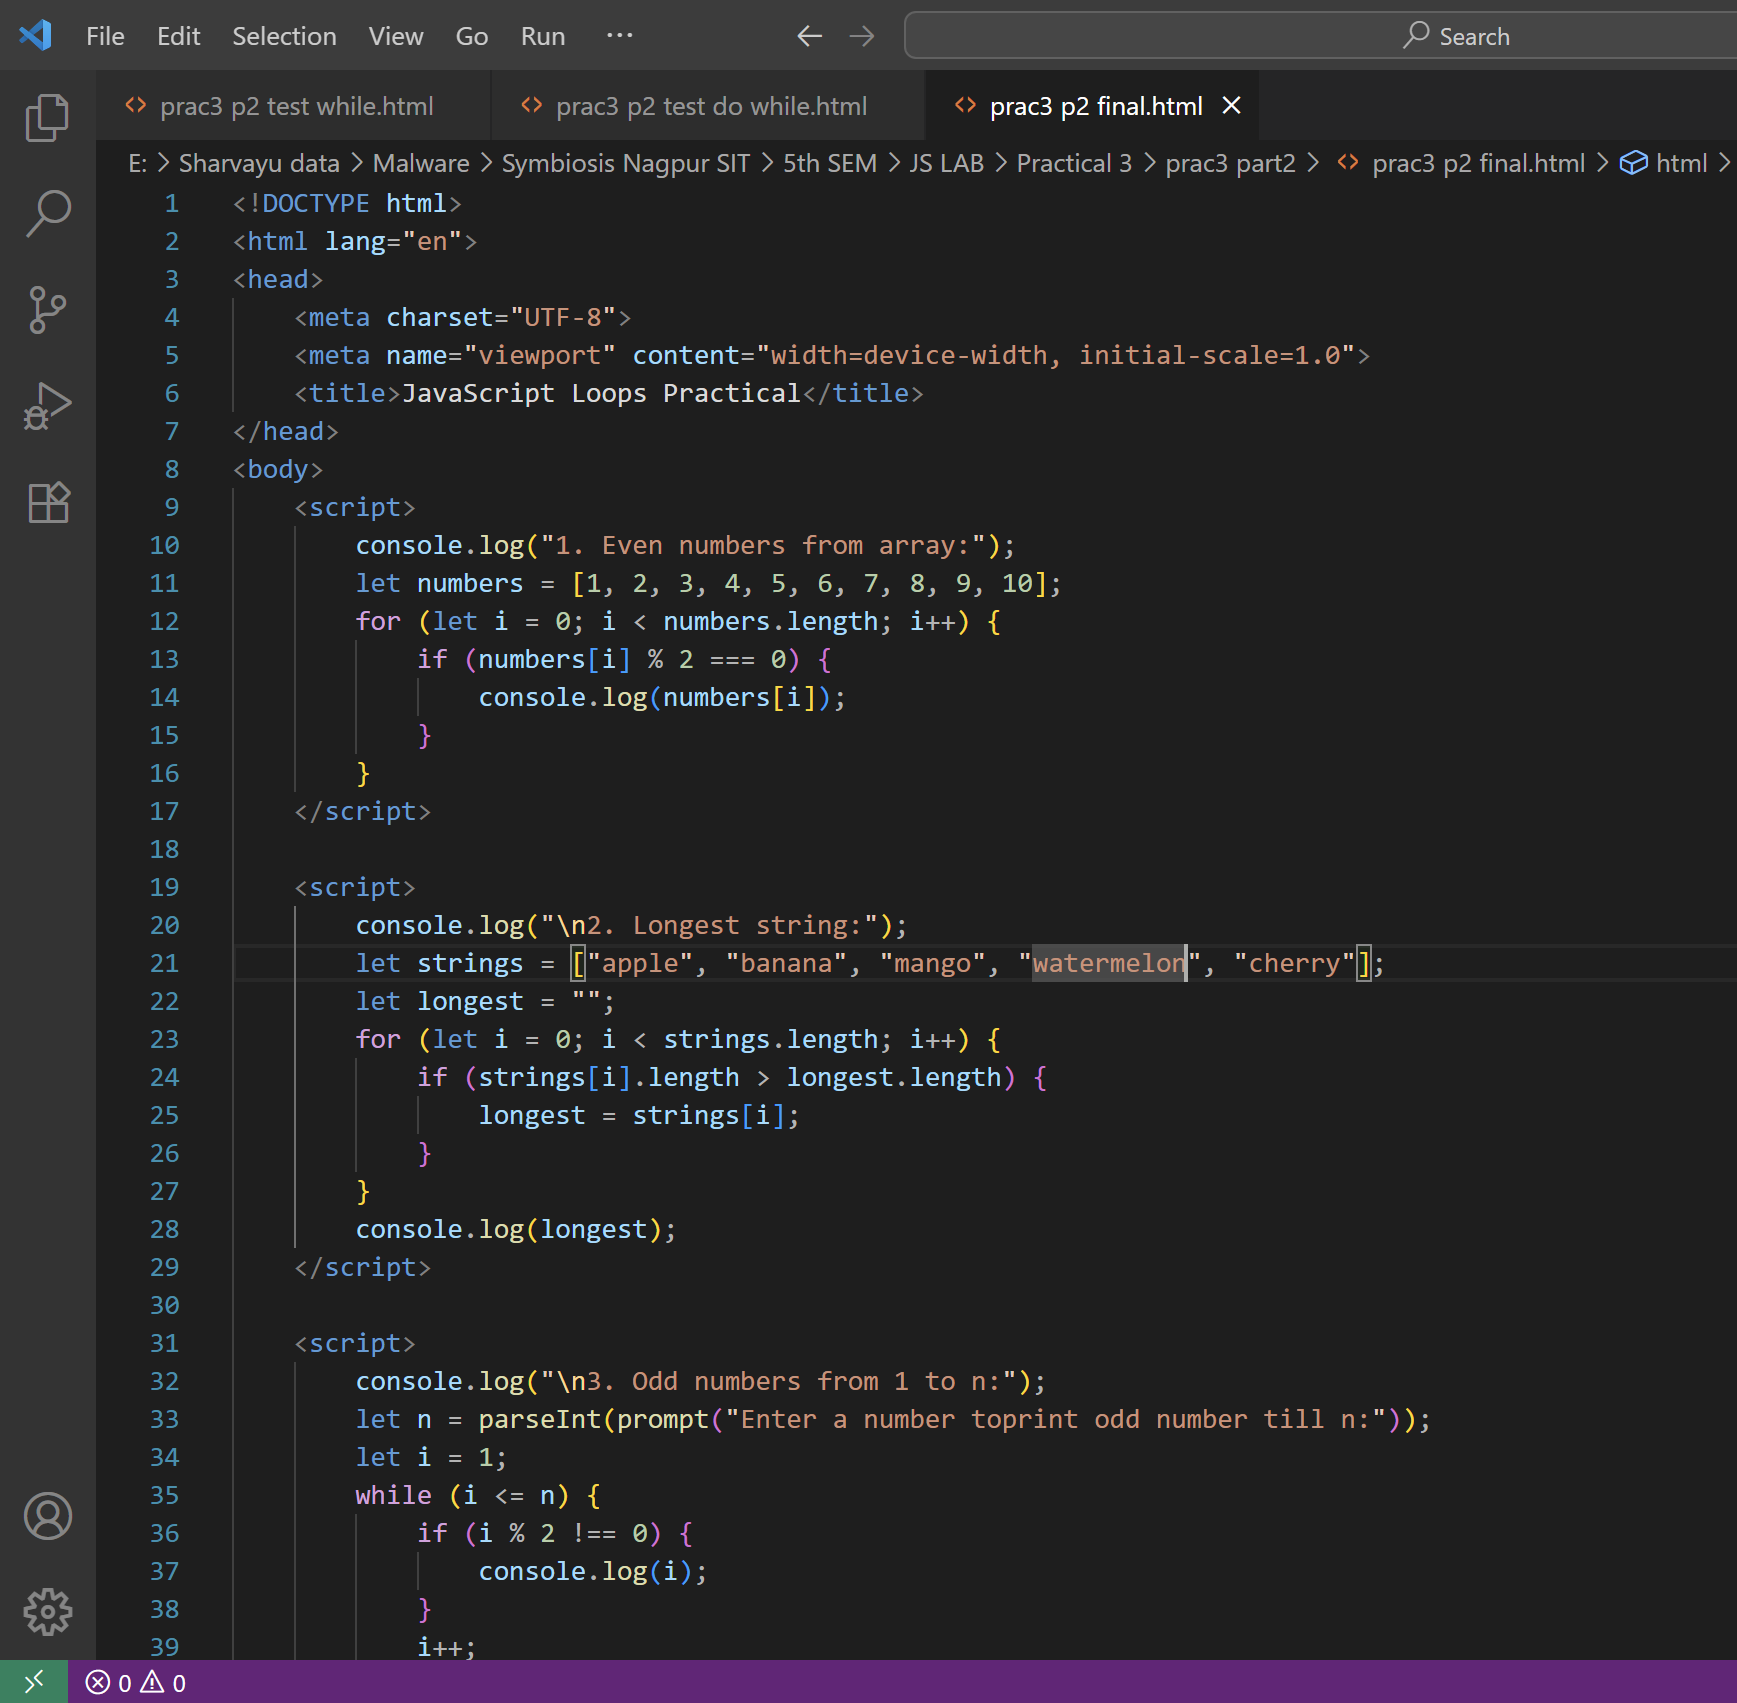 File Edit Selection View Go Run ··· Search
prac3 p2 test while.html prac3 p2 test do while.html prac3 p2 final.html
E: > Sharvayu data > Malware > Symbiosis Nagpur SIT > 5th SEM > JS LAB > Practical 3 > prac3 part2 > prac3 p2 final.html > html >
1 <!DOCTYPE html>
2 <html lang="en">
3 <head>
4 <meta charset="UTF-8">
5 <meta name="viewport" content="width=device-width, initial-scale=1.0">
6 <title>JavaScript Loops Practical</title>
7 </head>
8 <body>
9 <script>
10 console.log("1. Even numbers from array:");
11 let numbers = [1, 2, 3, 4, 5, 6, 7, 8, 9, 10];
12 for (let i = 0; i < numbers.length; i++) {
13 if (numbers[i] % 2 === 0) {
14 console.log(numbers[i]);
15 }
16 }
17 </script>
18
19 <script>
20 console.log("\n2. Longest string:");
21 let strings = ["apple", "banana", "mango", "watermelon", "cherry"];
22 let longest = "";
23 for (let i = 0; i < strings.length; i++) {
24 if (strings[i].length > longest.length) {
25 longest = strings[i];
26 }
27 }
28 console.log(longest);
29 </script>
30
31 <script>
32 console.log("\n3. Odd numbers from 1 to n:");
33 let n = parseInt(prompt("Enter a number toprint odd number till n:"));
34 let i = 1;
35 while (i <= n) {
36 if (i % 2 !== 0) {
37 console.log(i);
38 }
39 i++;
0 0